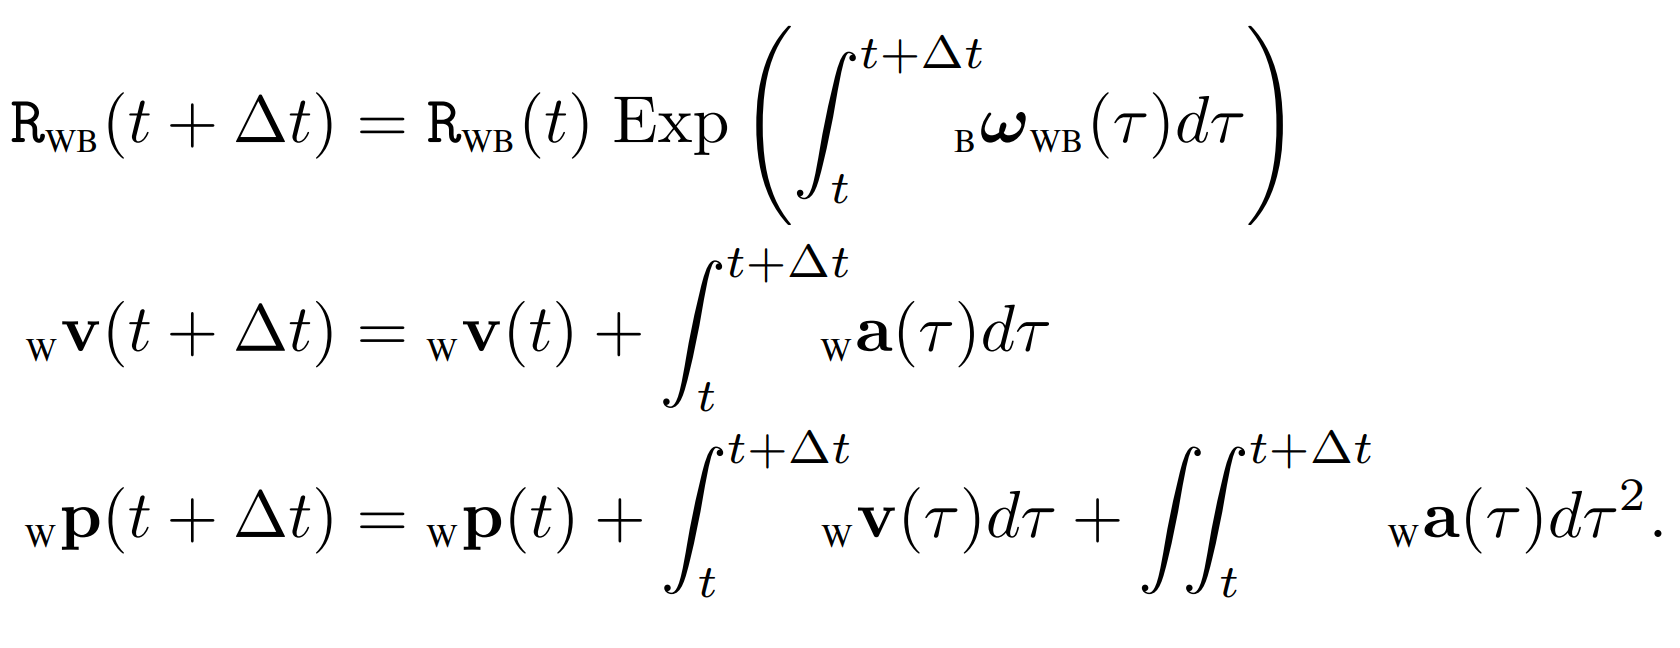 R_WB(t + Δt) = R_WB(t) Exp (∫_t^{t+Δt} _Bω_WB(τ)dτ)
_Wv(t + Δt) = _Wv(t) + ∫_t^{t+Δt} _Wa(τ)dτ
_Wp(t + Δt) = _Wp(t) + ∫_t^{t+Δt} _Wv(τ)dτ + ∬_t^{t+Δt} _Wa(τ)dτ².